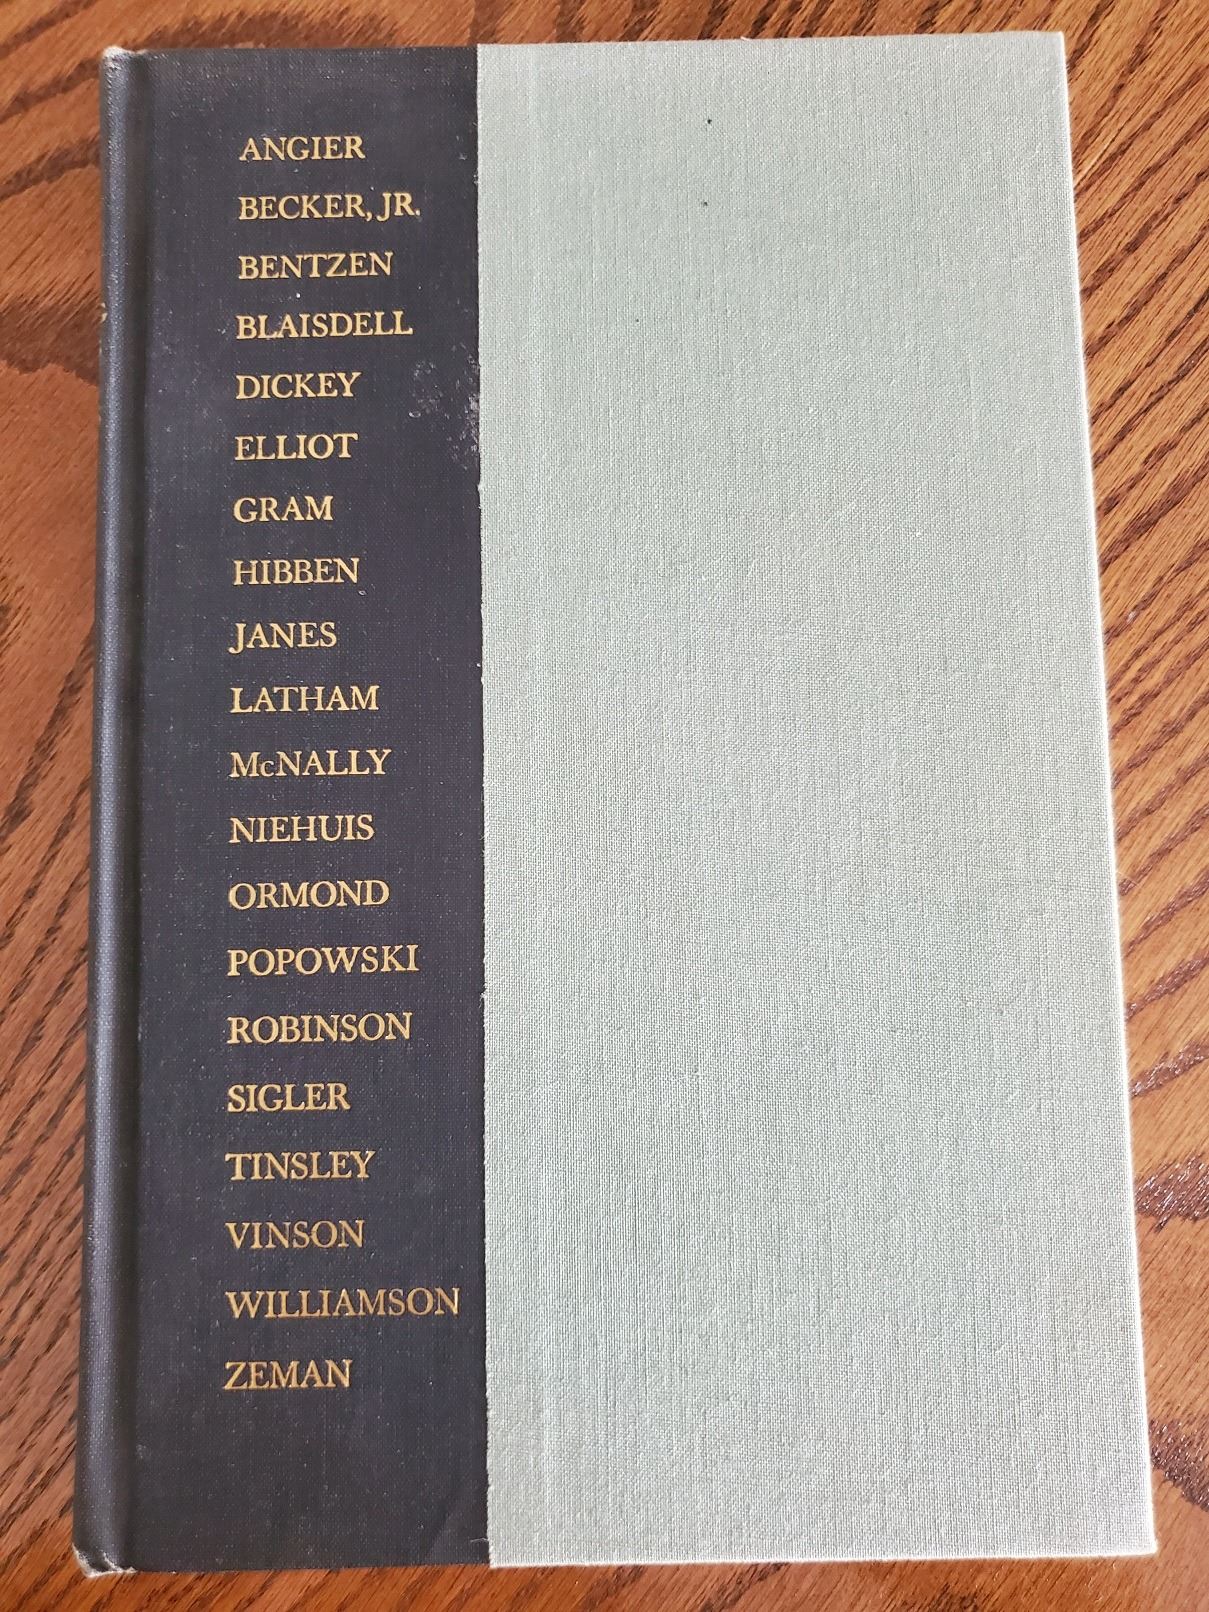 ANGIER
BECKER, JR.
BENTZEN
BLAISDELL
DICKEY
ELLIOT
GRAM
HIBBEN
JANES
LATHAM
McNALLY
NIEHUIS
ORMOND
POPOWSKI
ROBINSON
SIGLER
TINSLEY
VINSON
WILLIAMSON
ZEMAN